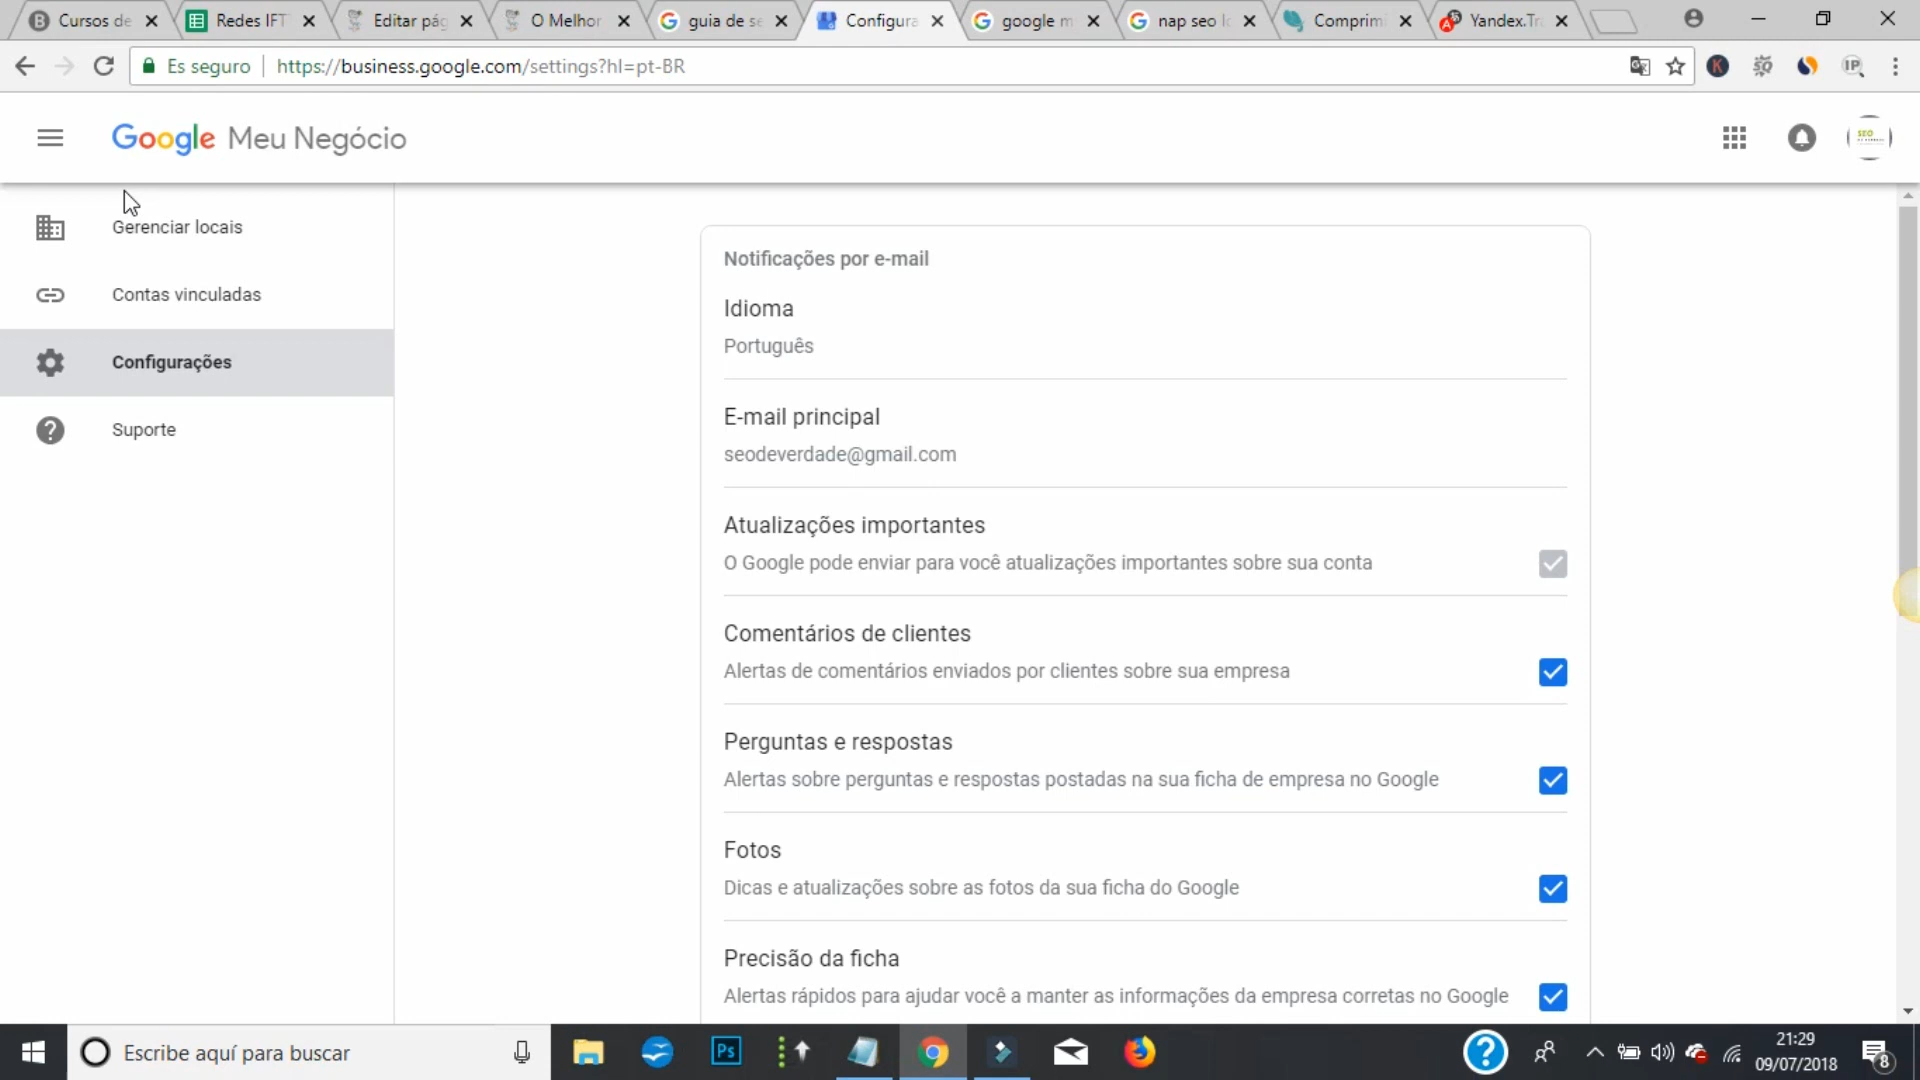 Cursos de
Redes IFT
Editar pág
O Melhor
guia de se
Configura
google m
nap seo lo
Comprimi
Yandex.Tr
Es seguro
https://business.google.com/settings?hl=pt-BR
Google Meu Negócio
SEO
Gerenciar locais
Contas vinculadas
Configurações
Suporte
Notificações por e-mail
Idioma
Português
E-mail principal
seodeverdade@gmail.com
Atualizações importantes
O Google pode enviar para você atualizações importantes sobre sua conta
Comentários de clientes
Alertas de comentários enviados por clientes sobre sua empresa
Perguntas e respostas
Alertas sobre perguntas e respostas postadas na sua ficha de empresa no Google
Fotos
Dicas e atualizações sobre as fotos da sua ficha do Google
Precisão da ficha
Alertas rápidos para ajudar você a manter as informações da empresa corretas no Google
Escribe aquí para buscar
Ps
21:29
09/07/2018
8